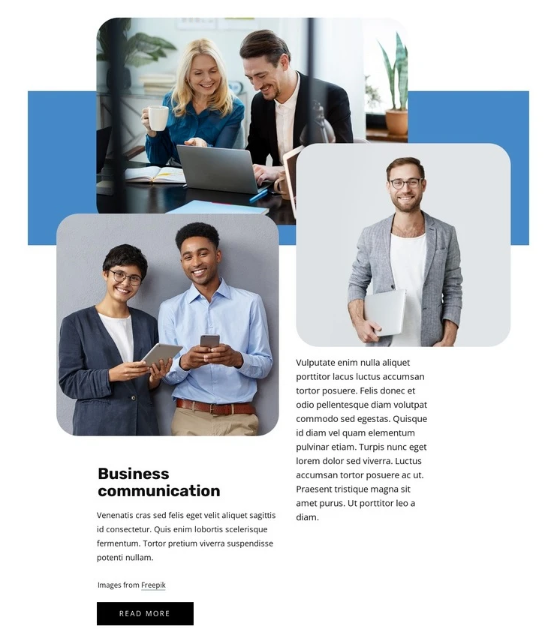 Vulputate enim nulla aliquet
porttitor lacus luctus accumsan
tortor posuere. Felis donec et
odio pellentesque diam volutpat
commodo sed egestas. Quisque
id diam vel quam elementum
pulvinar etiam. Turpis nunc eget
lorem dolor sed viverra. Luctus
accumsan tortor posuere ac ut.
Praesent tristique magna sit
amet purus. Ut porttitor leo a
diam.
Business
communication
Venenatis cras sed felis eget velit aliquet sagittis
id consectetur. Quis enim lobortis scelerisque
fermentum. Tortor pretium viverra suspendisse
potenti nullam.
Images from Freepik
READ MORE